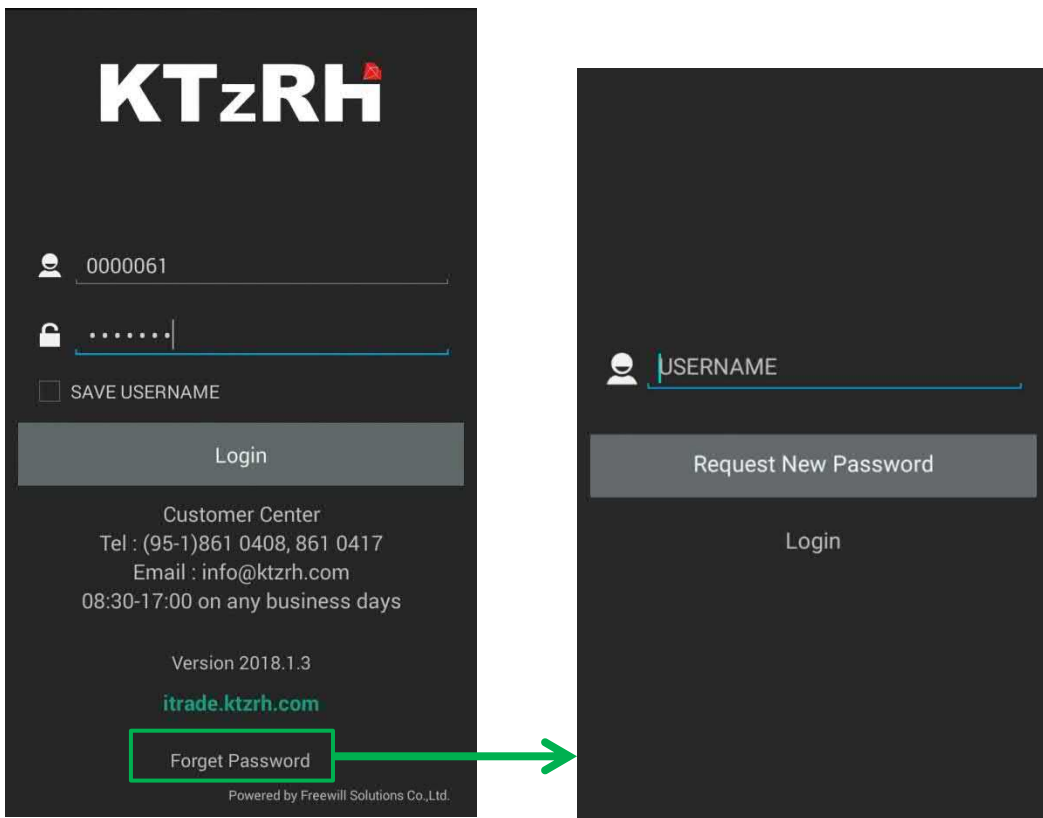 KTzRH
0000061
•••••••
SAVE USERNAME
Login
Customer Center
Tel : (95-1)861 0408, 861 0417
Email : info@ktzrh.com
08:30-17:00 on any business days
Version 2018.1.3
itrade.ktzrh.com
Forget Password
Powered by Freewill Solutions Co.,Ltd.
USERNAME
Request New Password
Login